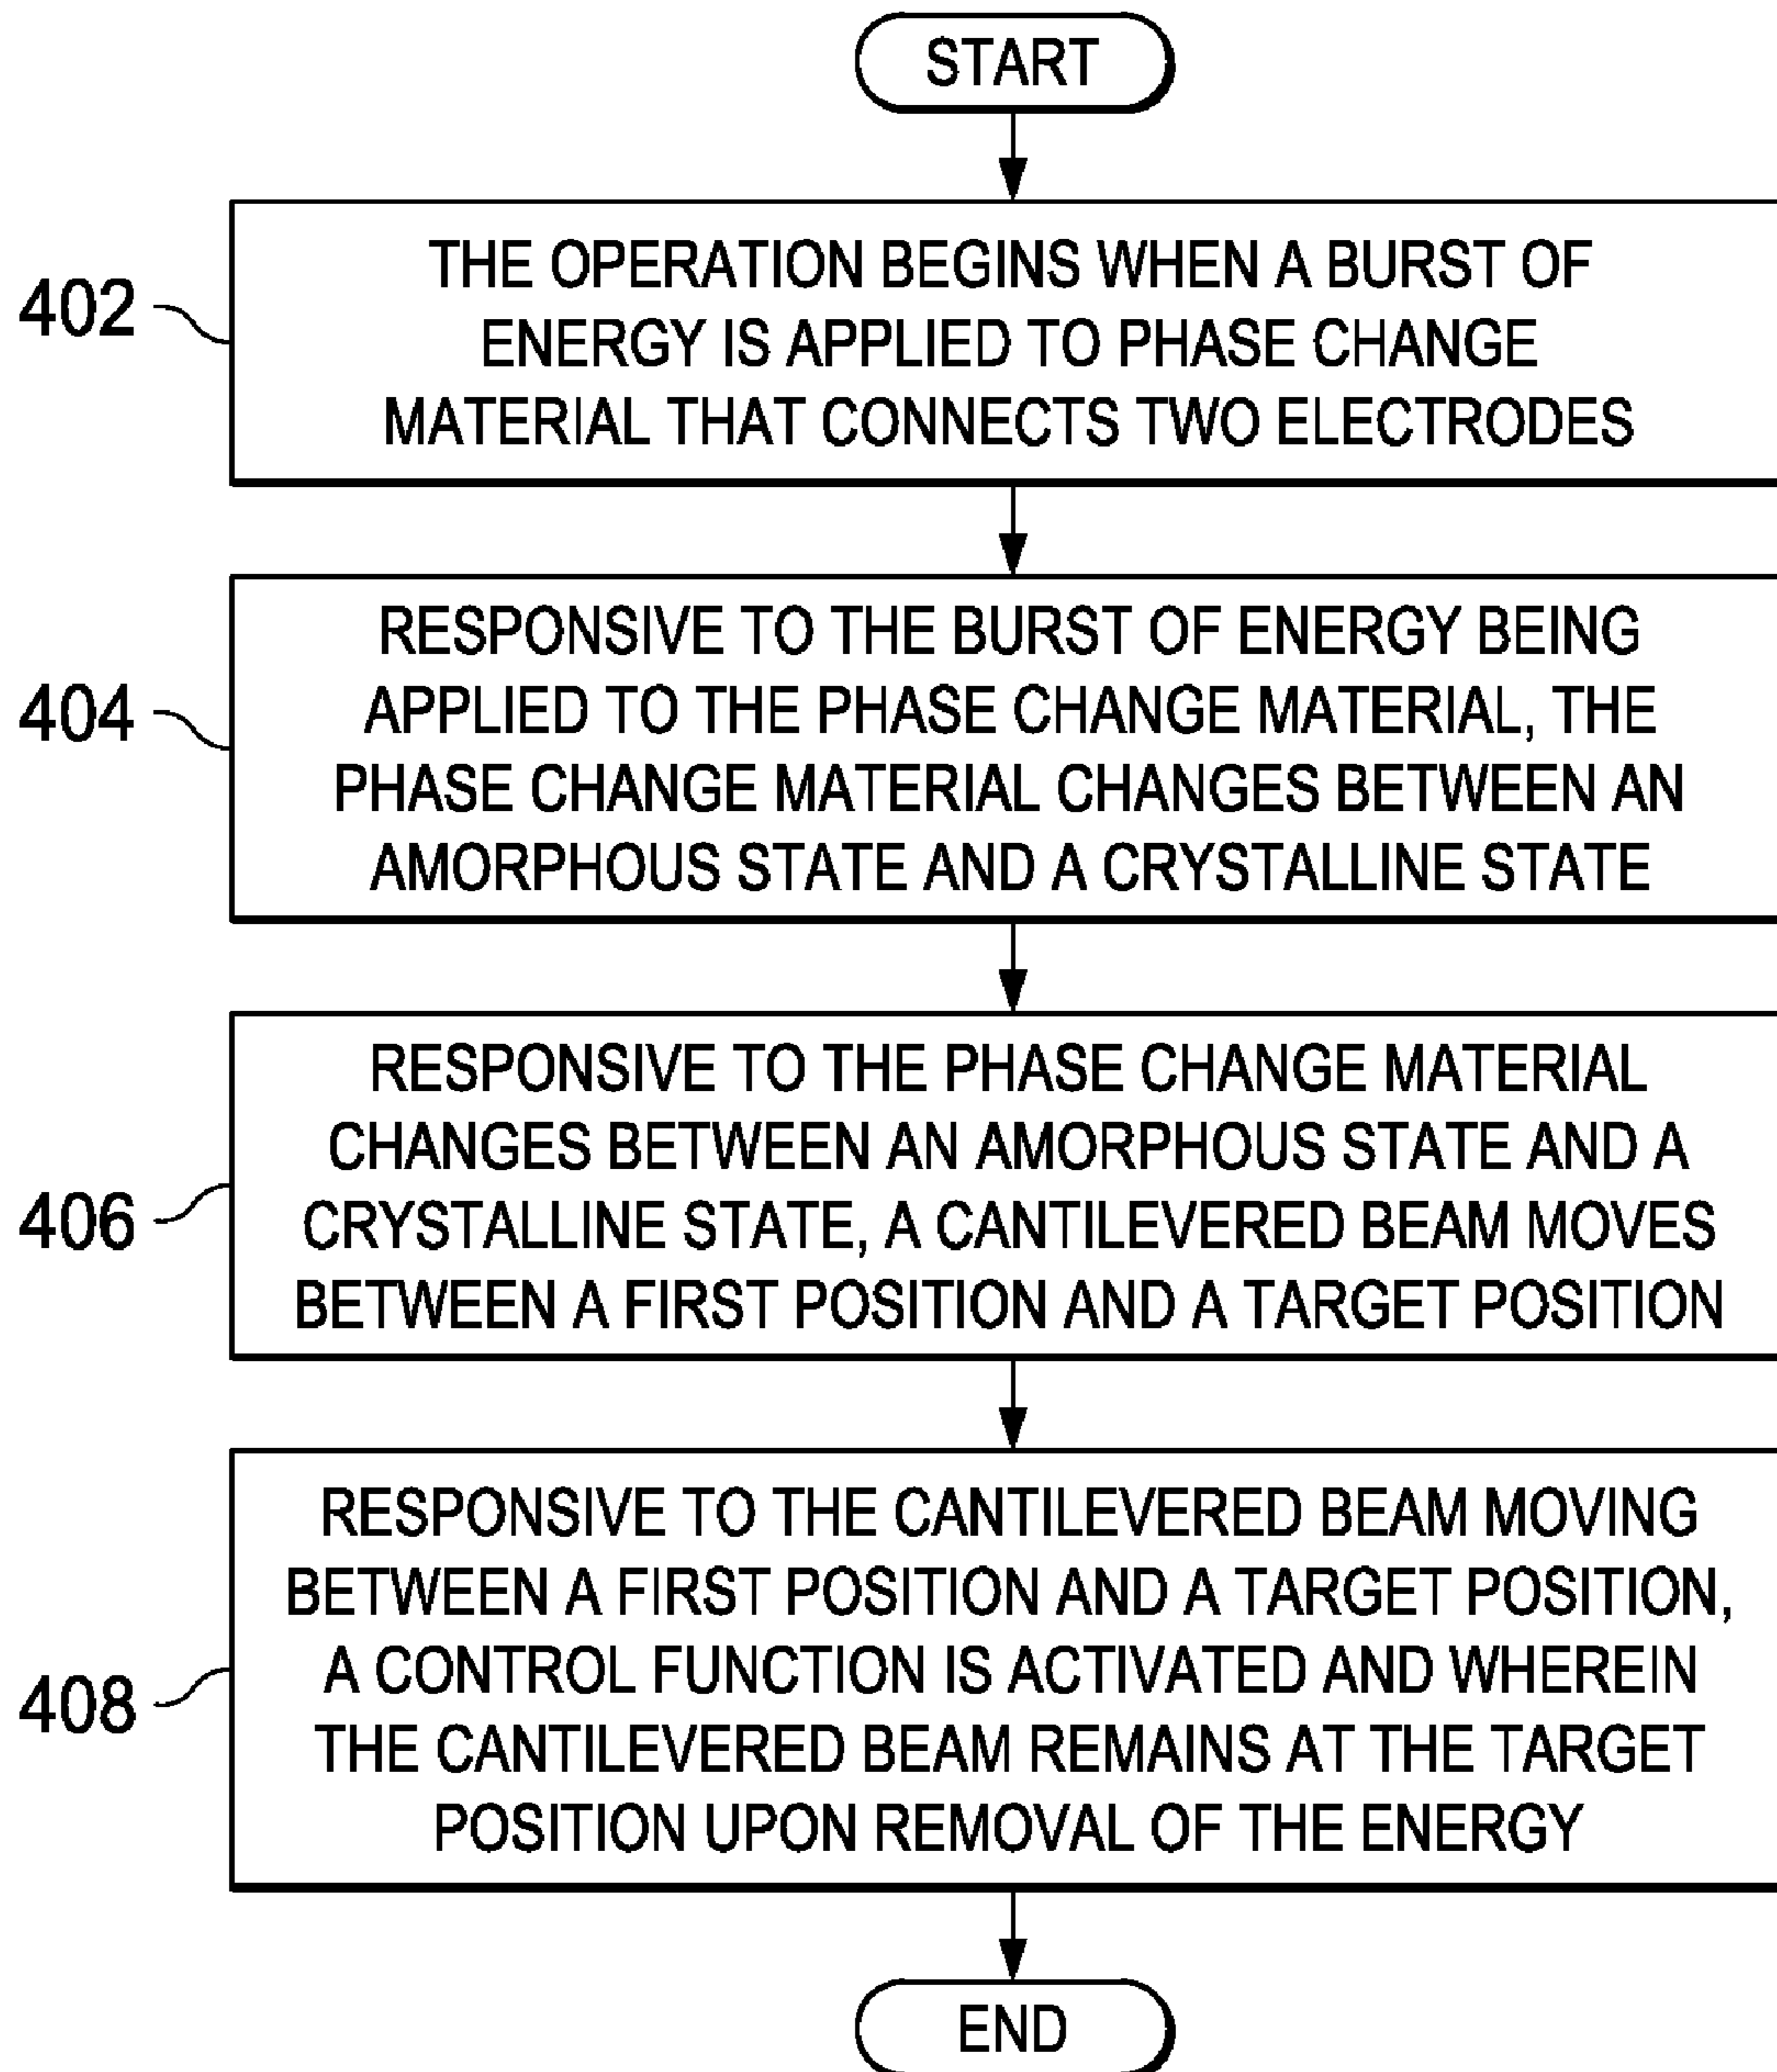 START
402
THE OPERATION BEGINS WHEN A BURST OF
ENERGY IS APPLIED TO PHASE CHANGE
MATERIAL THAT CONNECTS TWO ELECTRODES
404
RESPONSIVE TO THE BURST OF ENERGY BEING
APPLIED TO THE PHASE CHANGE MATERIAL, THE
PHASE CHANGE MATERIAL CHANGES BETWEEN AN
AMORPHOUS STATE AND A CRYSTALLINE STATE
406
RESPONSIVE TO THE PHASE CHANGE MATERIAL
CHANGES BETWEEN AN AMORPHOUS STATE AND A
CRYSTALLINE STATE, A CANTILEVERED BEAM MOVES
BETWEEN A FIRST POSITION AND A TARGET POSITION
408
RESPONSIVE TO THE CANTILEVERED BEAM MOVING
BETWEEN A FIRST POSITION AND A TARGET POSITION,
A CONTROL FUNCTION IS ACTIVATED AND WHEREIN
THE CANTILEVERED BEAM REMAINS AT THE TARGET
POSITION UPON REMOVAL OF THE ENERGY
END